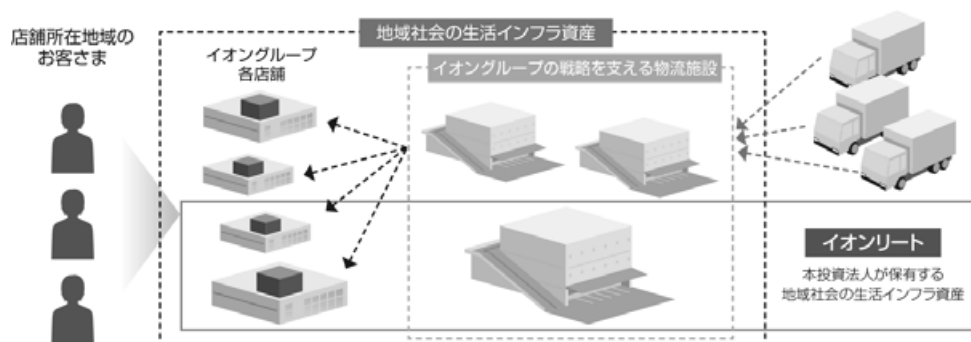 地域社会の生活インフラ資産
店舗所在地域の
お客さま
イオングループ
各店舗
イオングループの戦略を支える物流施設
イオンリート
本投資法人が保有する
地域社会の生活インフラ資産